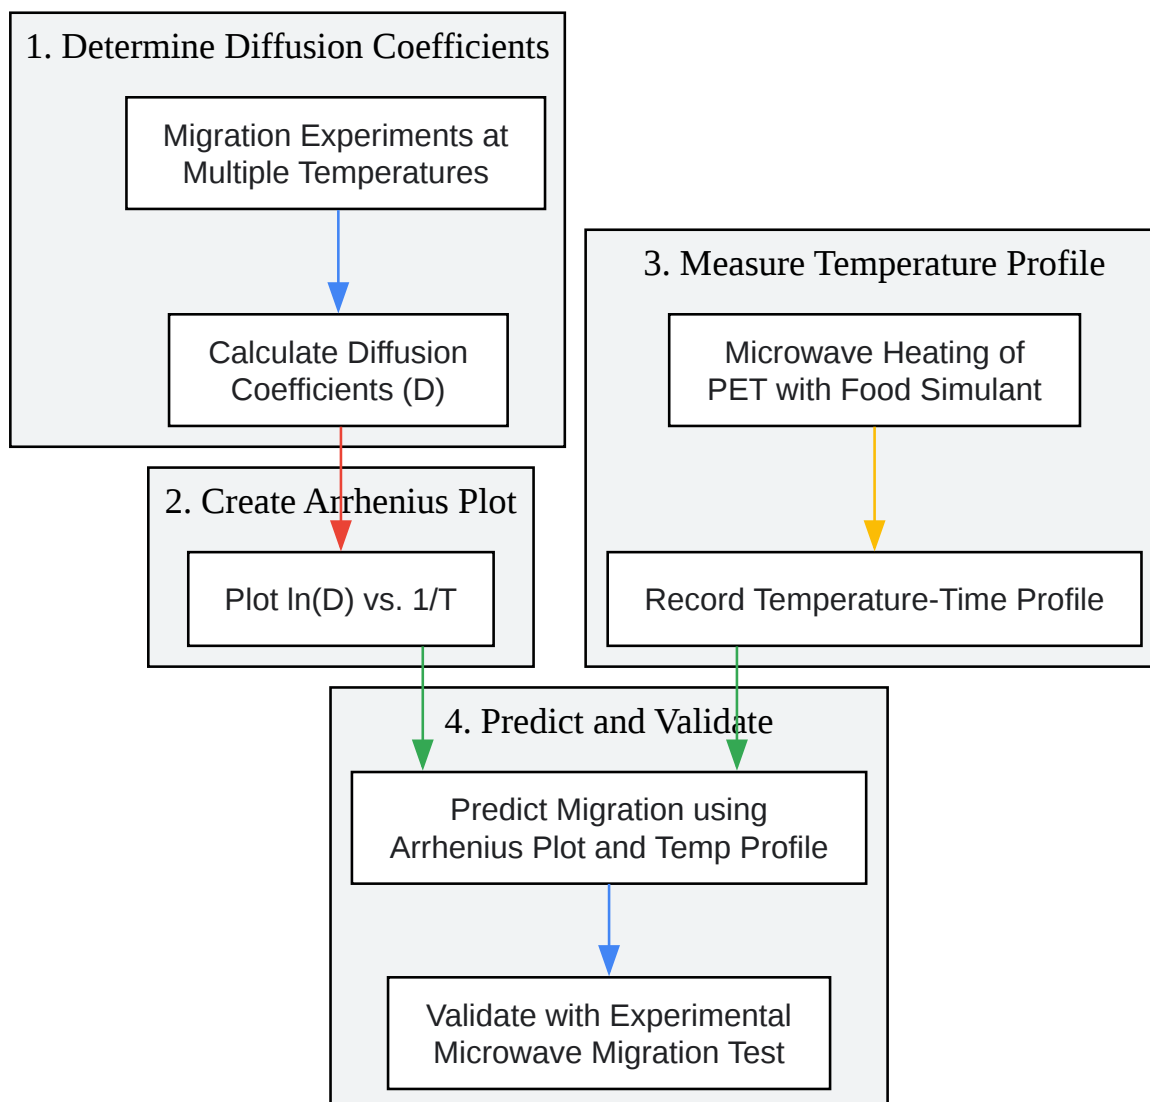 1. Determine Diffusion Coefficients
Migration Experiments at
Multiple Temperatures
Calculate Diffusion
Coefficients (D)
2. Create Arrhenius Plot
Plot ln(D) vs. 1/T
3. Measure Temperature Profile
Microwave Heating of
PET with Food Simulant
Record Temperature-Time Profile
4. Predict and Validate
Predict Migration using
Arrhenius Plot and Temp Profile
Validate with Experimental
Microwave Migration Test